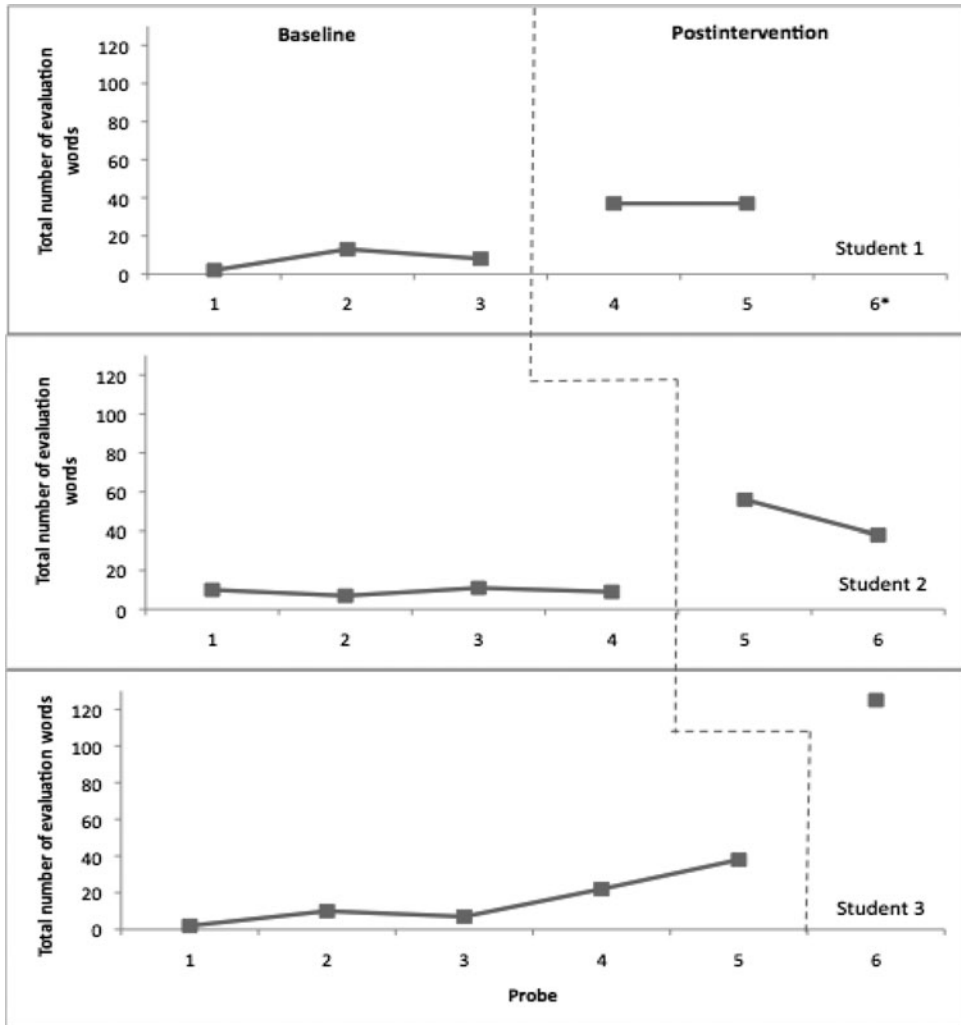 Baseline
Postintervention
Total number of evaluation
words
120
100
80
60
40
20
0
Student 1
1 2 3 4 5 6*
Total number of evaluation
words
120
100
80
60
40
20
0
Student 2
1 2 3 4 5 6
Total number of evaluation words
120
100
80
60
40
20
0
Student 3
1 2 3 4 5 6
Probe